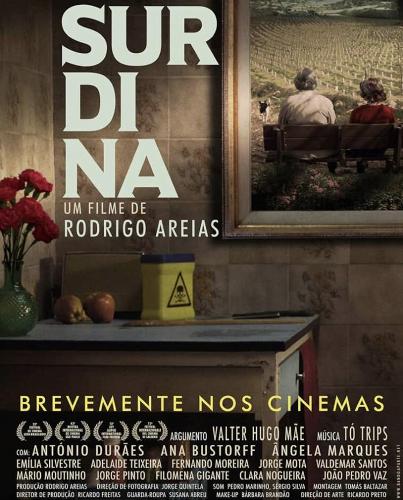 SUR
DI
NA
UM FILME DE
RODRIGO AREIAS
BREVEMENTE NOS CINEMAS
ARGUMENTO VALTER HUGO MÃE MÚSICA TÓ TRIPS
COM: ANTÓNIO DURÃES ANA BUSTORFF ÂNGELA MARQUES
EMÍLIA SILVESTRE ADELAIDE TEIXEIRA FERNANDO MOREIRA JORGE MOTA VALDEMAR SANTOS
MÁRIO MOUTINHO JORGE PINTO FILOMENA GIGANTE CLARA NOGUEIRA JOÃO PEDRO VAZ
PRODUÇÃO RODRIGO AREIAS DIREÇÃO DE FOTOGRAFIA JORGE QUINTELA SOM PEDRO MARINHO, SÉRGIO SILVA MONTAGEM TOMÁS BALTAZAR
DIRETOR DE PRODUÇÃO RICARDO FREITAS GUARDA-ROUPA SUSANA ABREU MAKE-UP BÁRBARA BRANDÃO DIREÇÃO DE ARTE RICARDO PRETO